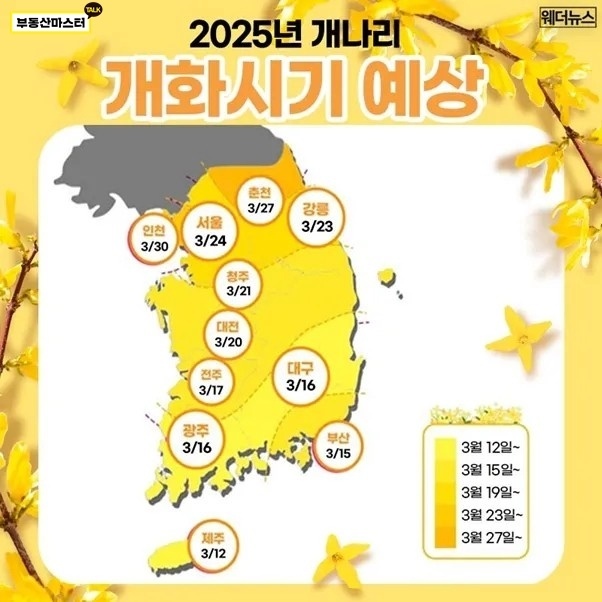 부동산마스터
TALK
웨더뉴스
2025년 개나리
개화시기 예상
춘천
3/27
강릉
3/23
서울
3/24
인천
3/30
청주
3/21
대전
3/20
전주
3/17
대구
3/16
광주
3/16
부산
3/15
제주
3/12
3월 12일~
3월 15일~
3월 19일~
3월 23일~
3월 27일~